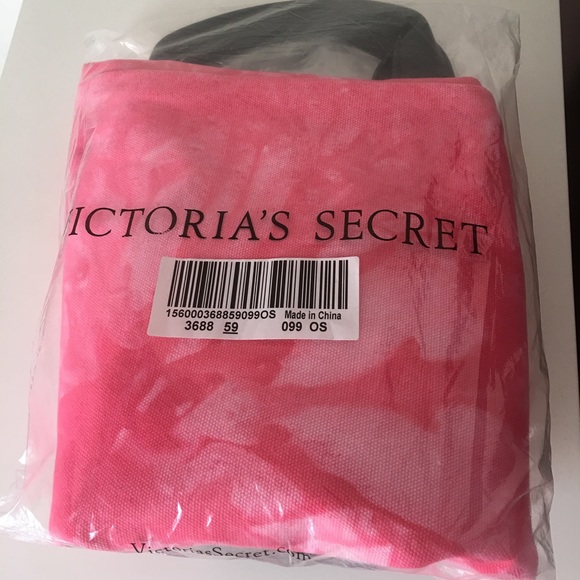 VICTORIA'S SECRET
156000368859099OS Made in China
3688 59 099 OS
VictoriasSecret.com